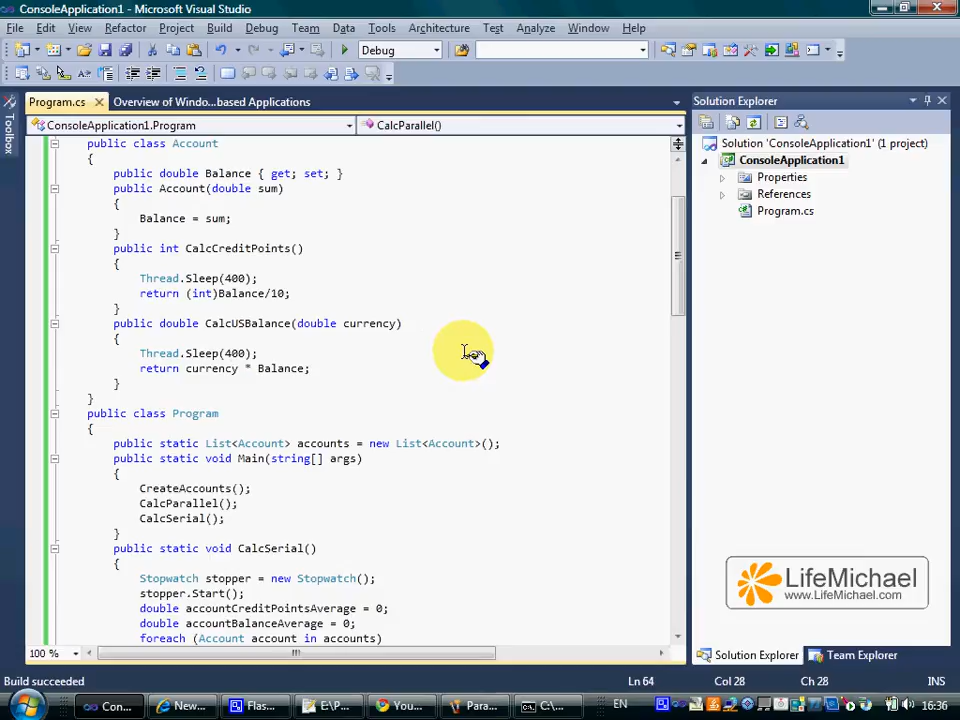 ConsoleApplication1 - Microsoft Visual Studio
File Edit View Refactor Project Build Debug Team Data Tools Architecture Test Analyze Window Help
Debug
Toolbox
Program.cs
Overview of Windo...based Applications
ConsoleApplication1.Program
CalcParallel()
public class Account
{
public double Balance { get; set; }
public Account(double sum)
{
Balance = sum;
}
public int CalcCreditPoints()
{
Thread.Sleep(400);
return (int)Balance/10;
}
public double CalcUSBalance(double currency)
{
Thread.Sleep(400);
return currency * Balance;
}
}
public class Program
{
public static List<Account> accounts = new List<Account>();
public static void Main(string[] args)
{
CreateAccounts();
CalcParallel();
CalcSerial();
}
public static void CalcSerial()
{
Stopwatch stopper = new Stopwatch();
stopper.Start();
double accountCreditPointsAverage = 0;
double accountBalanceAverage = 0;
foreach (Account account in accounts)
100 %
Solution Explorer
Solution 'ConsoleApplication1' (1 project)
ConsoleApplication1
Properties
References
Program.cs
LifeMichael
www.LifeMichael.com
Solution Explorer
Team Explorer
Build succeeded
Ln 64
Col 28
Ch 28
INS
Con...
New...
Flas...
E:\P...
You...
Para...
C:\...
EN
16:36